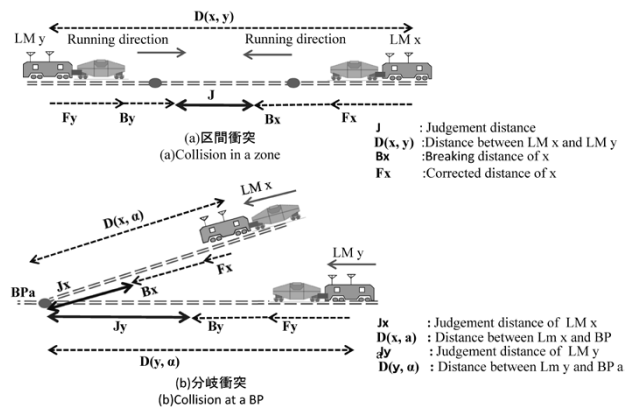 D(x, y)
LM y
Running direction
Running direction
LM x
J
Fy
By
Bx
Fx
(a)区間衝突
(a)Collision in a zone
J : Judgement distance
D(x, y) :Distance between LM x and LM y
Bx :Breaking distance of x
Fx :Corrected distance of x
LM x
D(x, α)
LM y
Fx
BPa
Jx
Bx
Jy
By
Fy
D(y, α)
(b)分岐衝突
(b)Collision at a BP
Jx : Judgement distance of LM x
D(x, a) : Distance between Lm x and BP
a
Jy : Judgement distance of LM y
D(y, α) : Distance between Lm y and BP a